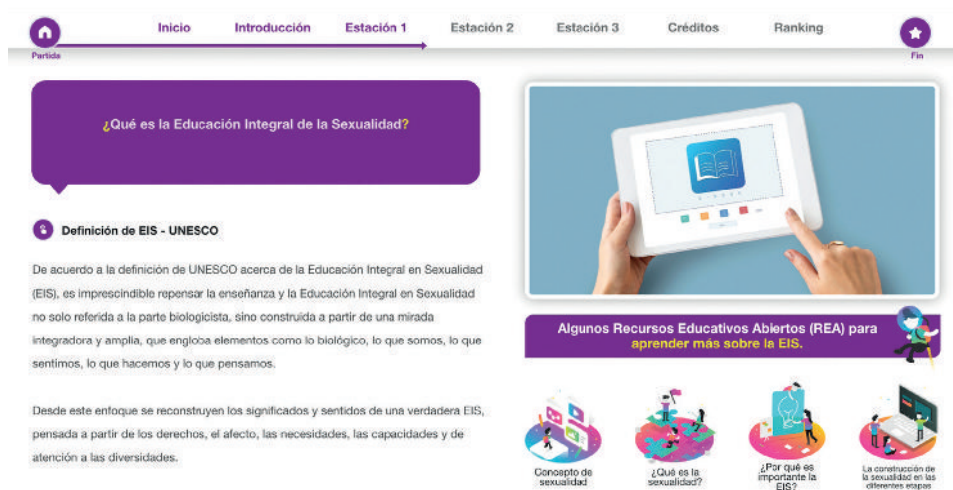 Inicio
Introducción
Estación 1
Estación 2
Estación 3
Créditos
Ranking
Partida
Fin
¿Qué es la Educación Integral de la Sexualidad?
Definición de EIS - UNESCO
De acuerdo a la definición de UNESCO acerca de la Educación Integral en Sexualidad
(EIS), es imprescindible repensar la enseñanza y la Educación Integral en Sexualidad
no solo referida a la parte biologicista, sino construida a partir de una mirada
integradora y amplia, que engloba elementos como lo biológico, lo que somos, lo que
sentimos, lo que hacemos y lo que pensamos.
Desde este enfoque se reconstruyen los significados y sentidos de una verdadera EIS,
pensada a partir de los derechos, el afecto, las necesidades, las capacidades y de
atención a las diversidades.
Algunos Recursos Educativos Abiertos (REA) para
aprender más sobre la EIS.
Concepto de
sexualidad
¿Qué es la
sexualidad?
¿Por qué es
importante la
EIS?
La construcción de
la sexualidad en las
diferentes etapas